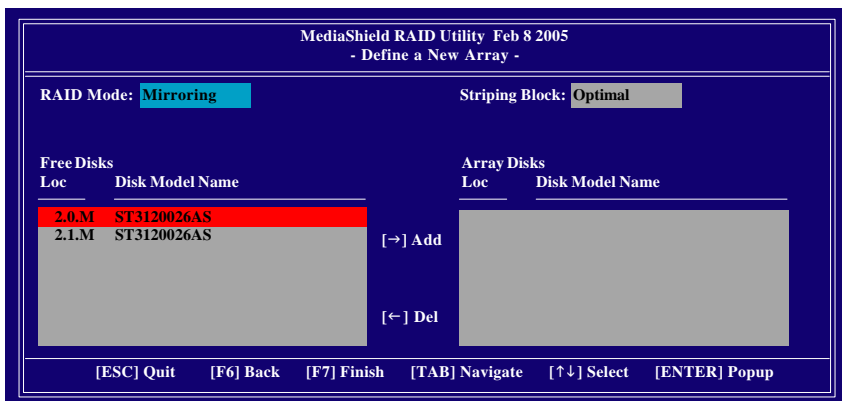 MediaShield RAID Utility Feb 8 2005
- Define a New Array -
RAID Mode: Mirroring
Striping Block: Optimal
Free Disks
Loc Disk Model Name
2.0.M ST3120026AS
2.1.M ST3120026AS
[→] Add
[←] Del
Array Disks
Loc Disk Model Name
[ESC] Quit [F6] Back [F7] Finish [TAB] Navigate [↑↓] Select [ENTER] Popup